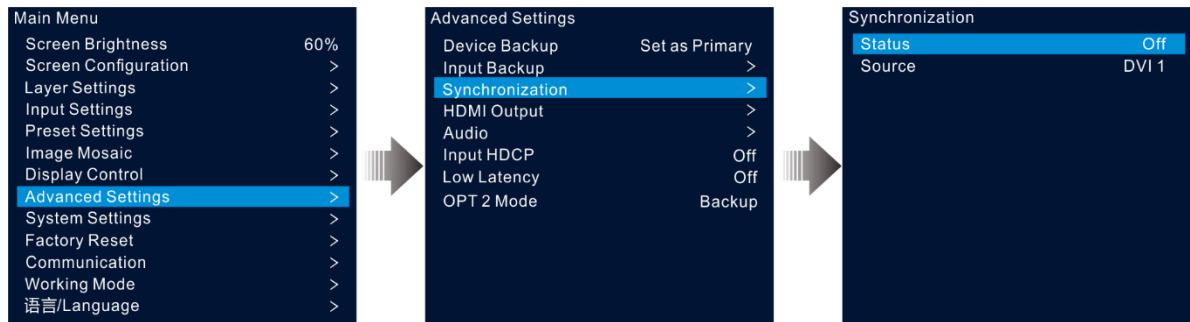 Main Menu
Screen Brightness 60%
Screen Configuration >
Layer Settings >
Input Settings >
Preset Settings >
Image Mosaic >
Display Control >
Advanced Settings >
System Settings >
Factory Reset >
Communication >
Working Mode >
语言/Language >
Advanced Settings
Device Backup Set as Primary
Input Backup >
Synchronization >
HDMI Output >
Audio >
Input HDCP Off
Low Latency Off
OPT 2 Mode Backup
Synchronization
Status Off
Source DVI 1